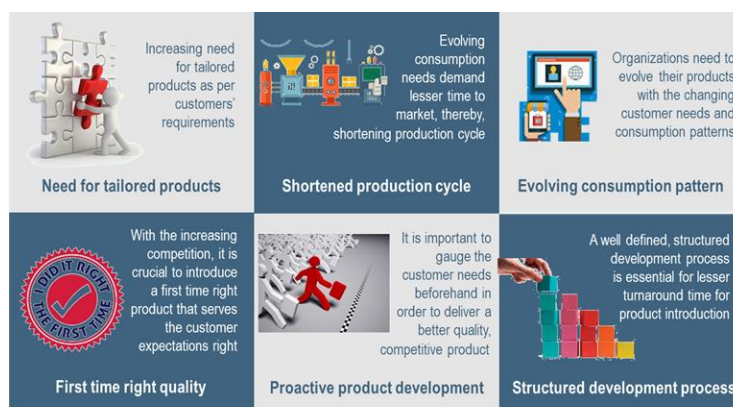 Increasing need
for tailored
products as per
customers'
requirements
Need for tailored products
Evolving
consumption
needs demand
lesser time to
market, thereby,
shortening production cycle
Shortened production cycle
Organizations need to
evolve their products
with the changing
customer needs and
consumption patterns
Evolving consumption pattern
I DID IT RIGHT
THE FIRST TIME
With the increasing
competition, it is
crucial to introduce
a first time right
product that serves
the customer
expectations right
First time right quality
It is important to
gauge the
customer needs
beforehand in
order to deliver a
better quality,
competitive product
Proactive product development
A well defined, structured
development process
is essential for lesser
turnaround time for
product introduction
Structured development process